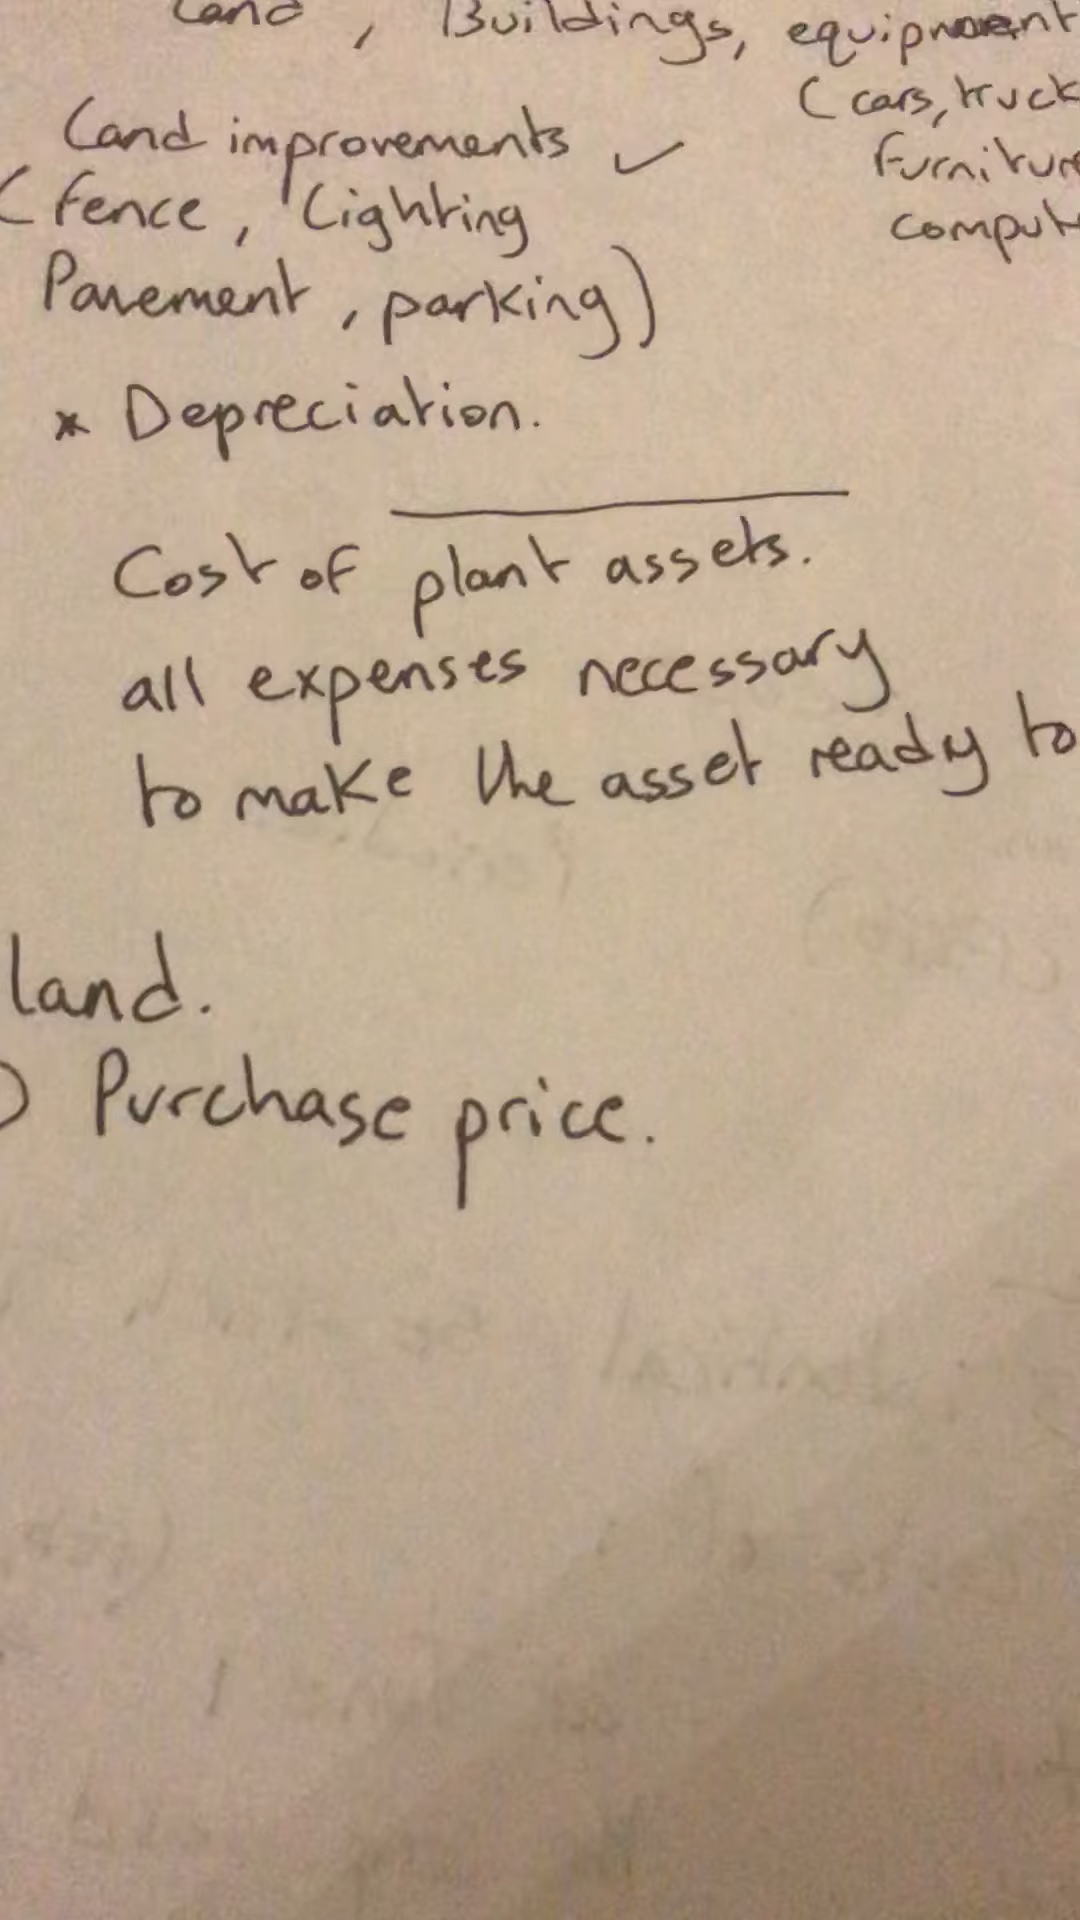 Land, Buildings, equipment
(cars, truck
Land improvements ✓
furniture
(fence, Lighting
comput
Pavement, parking)
* Depreciation.
Cost of plant assets.
all expenses necessary
to make the asset ready to
land.
) Purchase price.